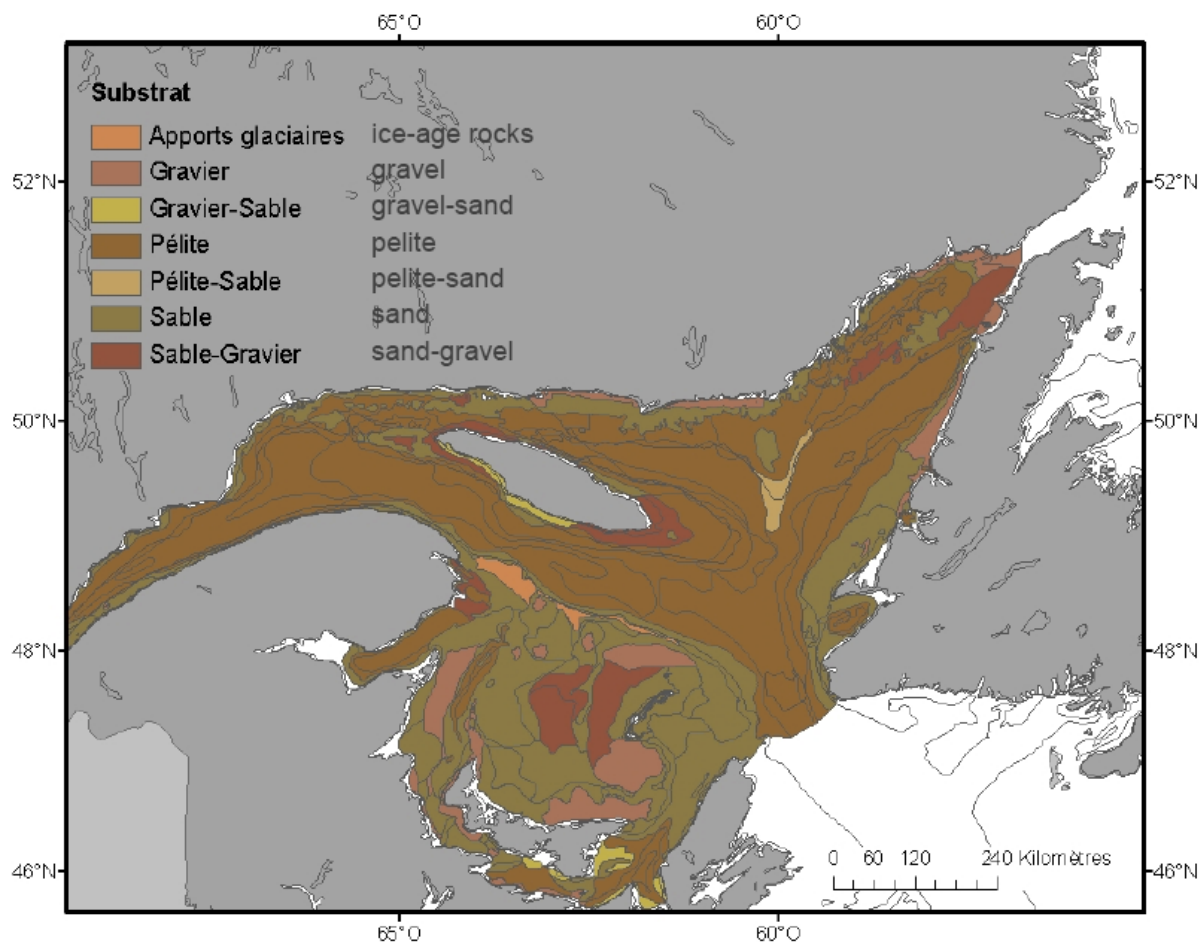 65°O 60°O
Substrat
Apports glaciaires ice-age rocks
Gravier gravel
52°N 52°N
Gravier-Sable gravel-sand
Pélite pelite
Pélite-Sable pelite-sand
Sable sand
Sable-Gravier sand-gravel
50°N 50°N
48°N 48°N
0 60 120 240 Kilomètres
46°N 46°N
65°O 60°O